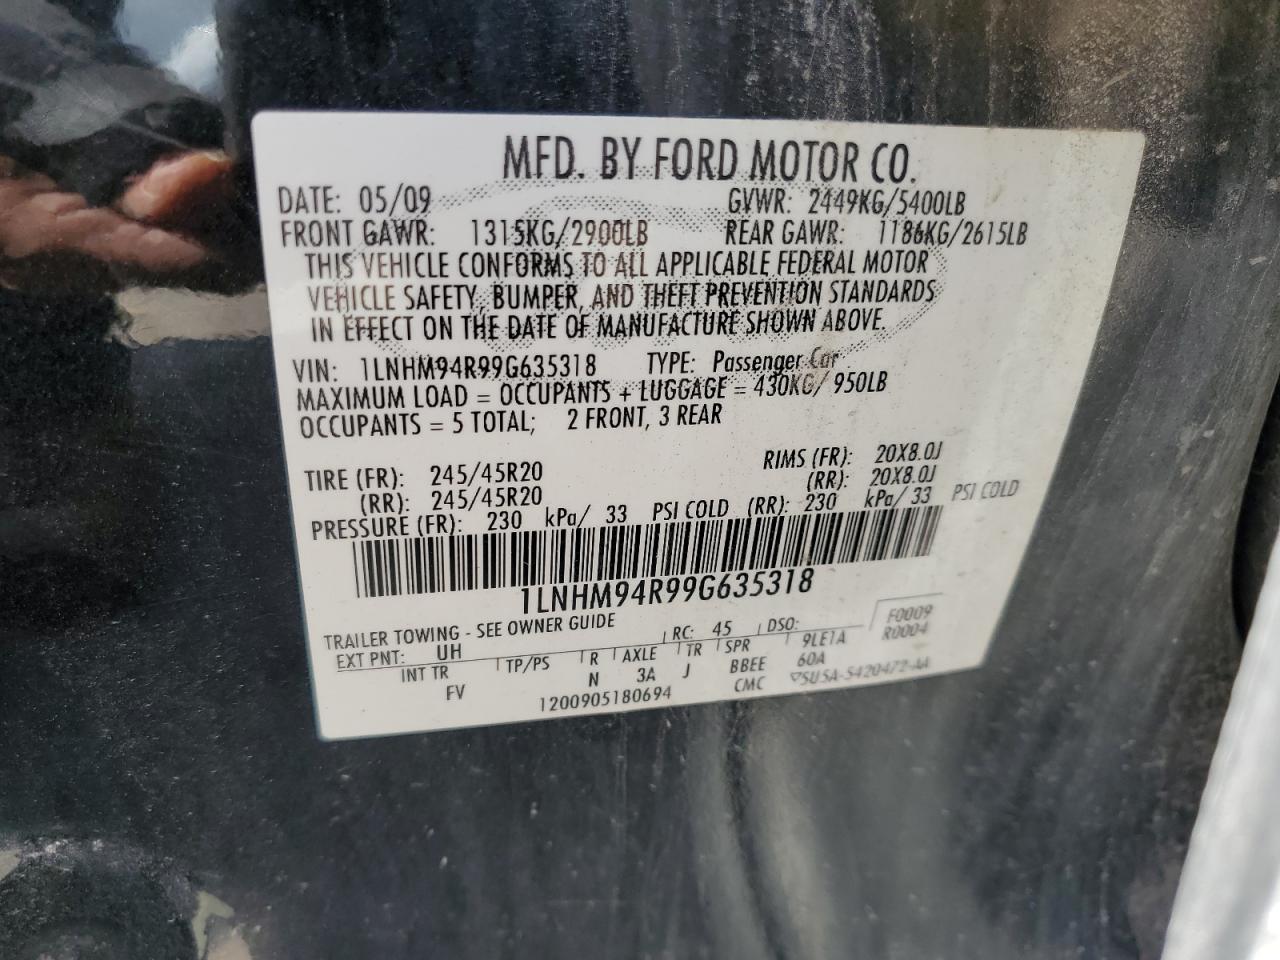 MFD. BY FORD MOTOR CO.
DATE: 05/09 GVWR: 2449KG/5400LB
FRONT GAWR: 1315KG/2900LB REAR GAWR: 1186KG/2615LB
THIS VEHICLE CONFORMS TO ALL APPLICABLE FEDERAL MOTOR
VEHICLE SAFETY, BUMPER, AND THEFT PREVENTION STANDARDS
IN EFFECT ON THE DATE OF MANUFACTURE SHOWN ABOVE.
VIN: 1LNHM94R99G635318 TYPE: Passenger Car
MAXIMUM LOAD = OCCUPANTS + LUGGAGE = 430KG/ 950LB
OCCUPANTS = 5 TOTAL; 2 FRONT, 3 REAR
TIRE (FR): 245/45R20 RIMS (FR): 20X8.0J
(RR): 245/45R20 (RR): 20X8.0J
PRESSURE (FR): 230 kPa/ 33 PSI COLD (RR): 230 kPa/ 33 PSI COLD
1LNHM94R99G635318
TRAILER TOWING - SEE OWNER GUIDE
EXT PNT: UH RC: 45 DSO: F0009
R0004
INT TR TP/PS R AXLE TR SPR 9LE1A
FV N 3A J BBEE 60A
1200905180694 CMC ▽5U5A-5420472-AA